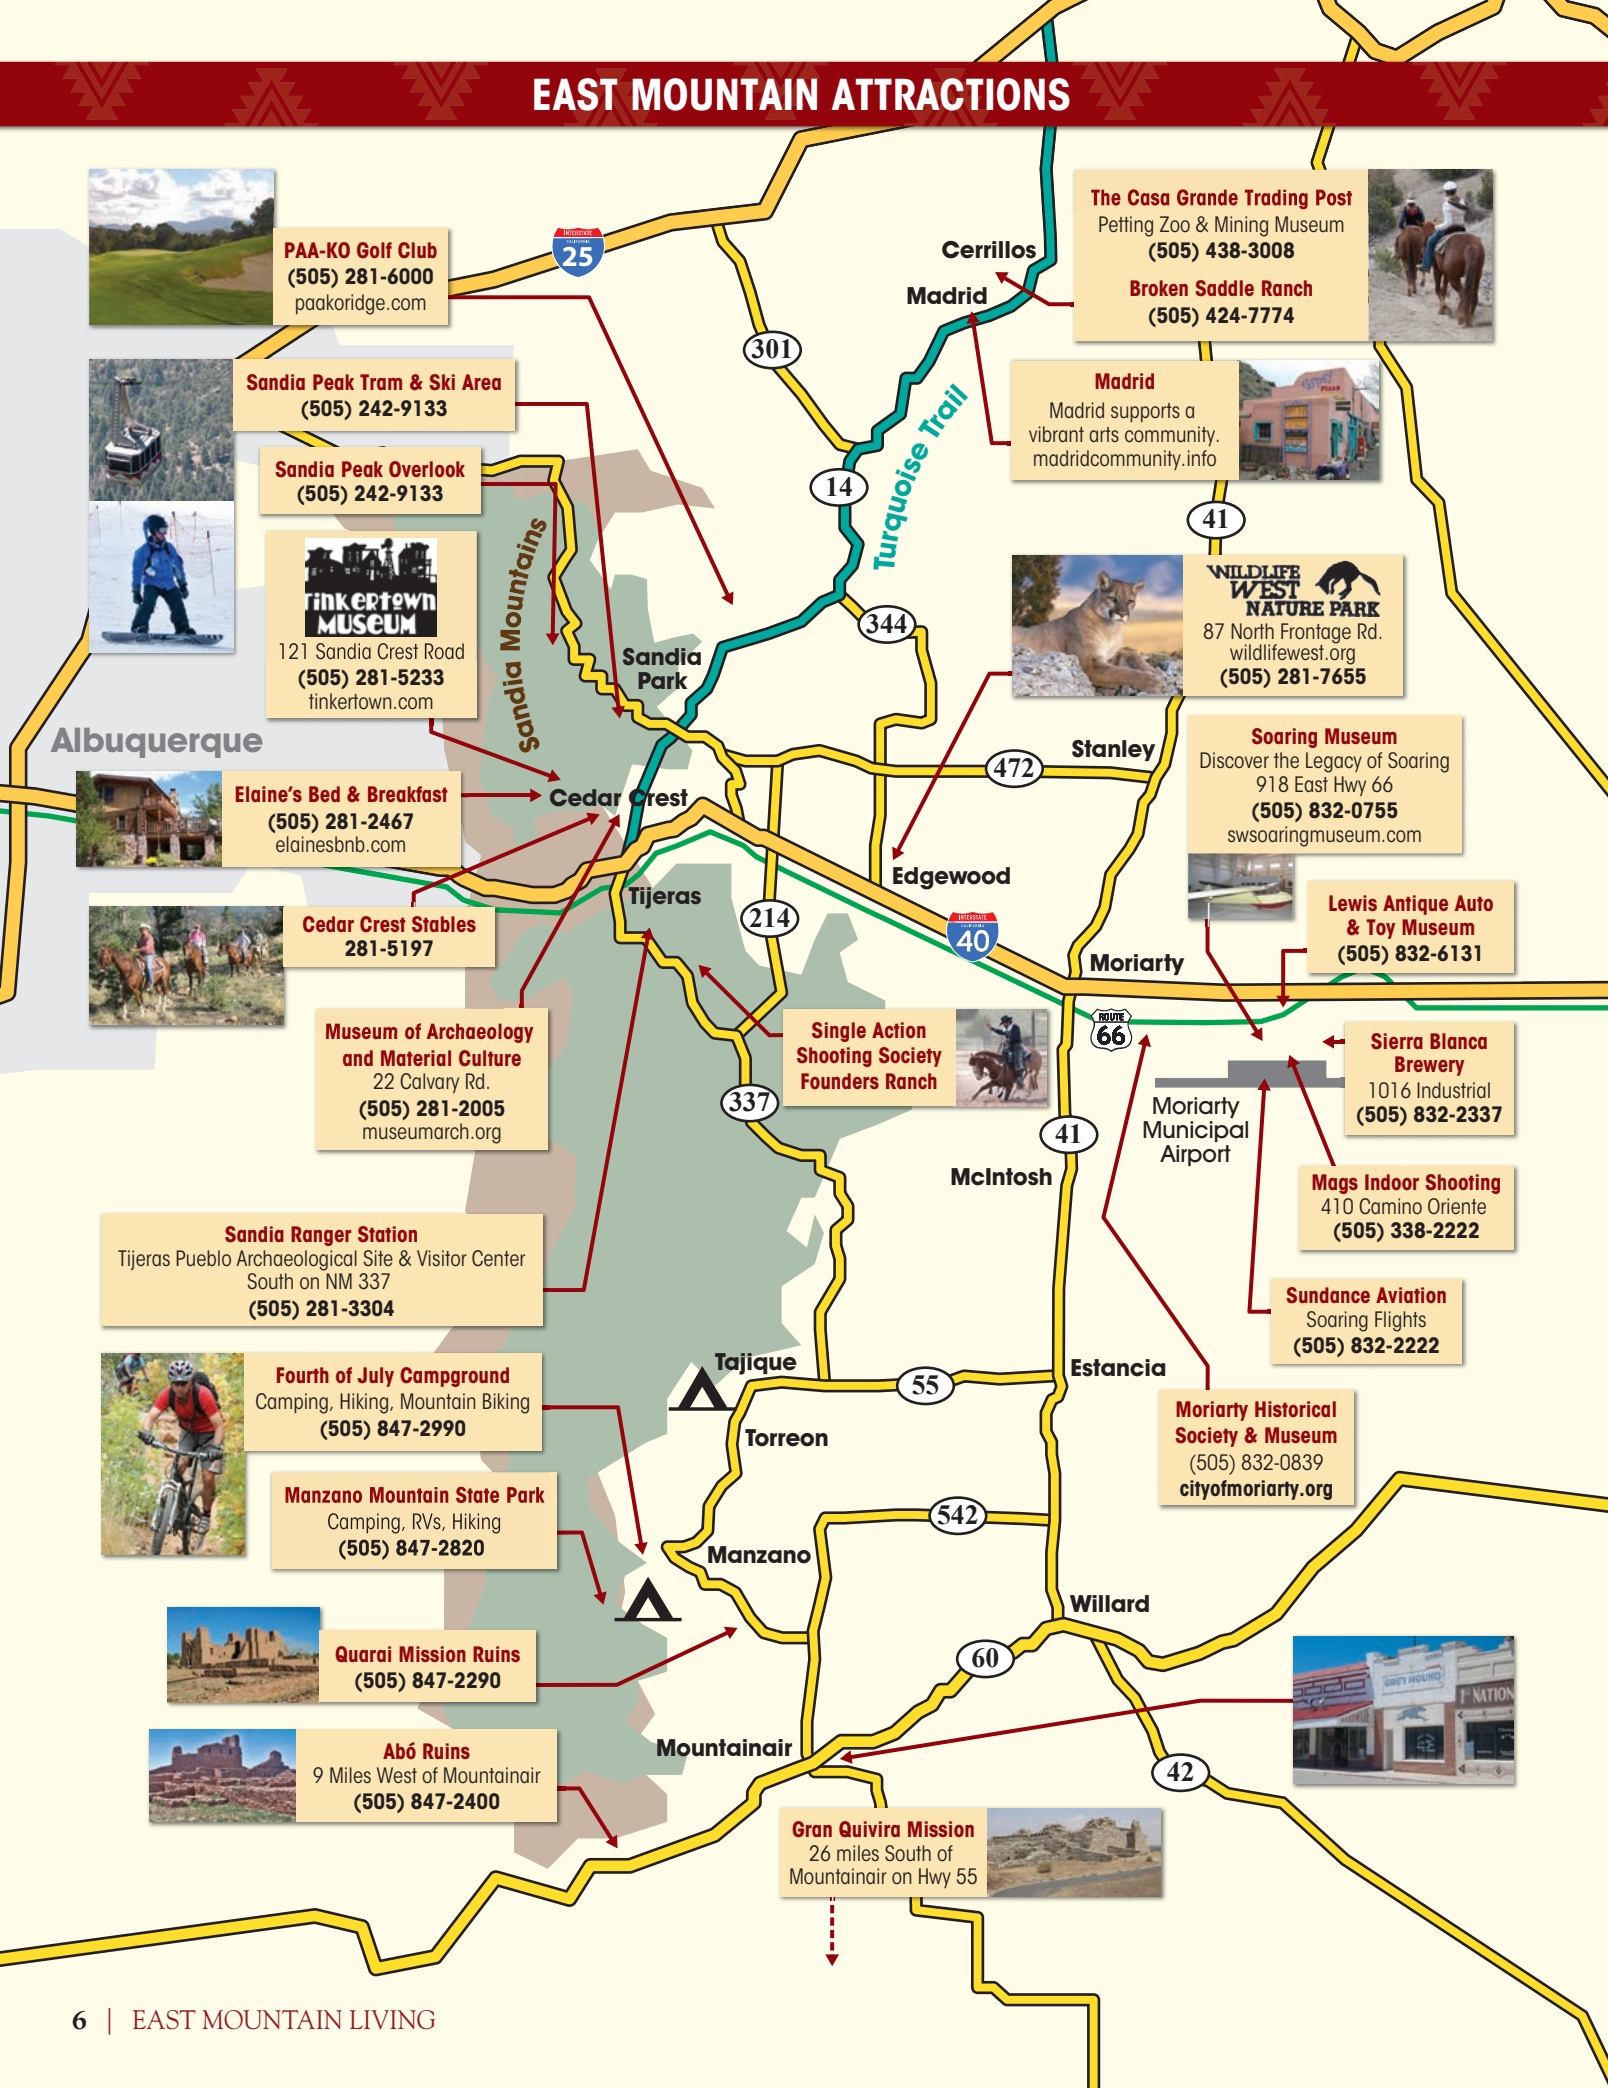 EAST MOUNTAIN ATTRACTIONS
PAA-KO Golf Club
(505) 281-6000
paakoridge.com
INTERSTATE
CALIFORNIA
25
301
Cerrillos
Madrid
The Casa Grande Trading Post
Petting Zoo & Mining Museum
(505) 438-3008
Broken Saddle Ranch
(505) 424-7774
Sandia Peak Tram & Ski Area
(505) 242-9133
Madrid
Madrid supports a
vibrant arts community.
madridcommunity.info
Plaza
Turquoise Trail
Sandia Peak Overlook
(505) 242-9133
14
41
Sandia Mountains
TINKERTOWN
MUSEUM
121 Sandia Crest Road
(505) 281-5233
tinkertown.com
344
WILDLIFE
WEST
NATURE PARK
87 North Frontage Rd.
wildlifewest.org
(505) 281-7655
Sandia
Park
Albuquerque
472
Stanley
Soaring Museum
Discover the Legacy of Soaring
918 East Hwy 66
(505) 832-0755
swsoaringmuseum.com
Elaine's Bed & Breakfast
(505) 281-2467
elainesbnb.com
Cedar Crest
Edgewood
Tijeras
214
INTERSTATE
CALIFORNIA
40
Lewis Antique Auto
& Toy Museum
(505) 832-6131
Cedar Crest Stables
281-5197
Moriarty
ROUTE
66
Museum of Archaeology
and Material Culture
22 Calvary Rd.
(505) 281-2005
museumarch.org
Single Action
Shooting Society
Founders Ranch
Sierra Blanca
Brewery
1016 Industrial
(505) 832-2337
337
41
Moriarty
Municipal
Airport
McIntosh
Mags Indoor Shooting
410 Camino Oriente
(505) 338-2222
Sandia Ranger Station
Tijeras Pueblo Archaeological Site & Visitor Center
South on NM 337
(505) 281-3304
Sundance Aviation
Soaring Flights
(505) 832-2222
Fourth of July Campground
Camping, Hiking, Mountain Biking
(505) 847-2990
Tajique
55
Estancia
Torreon
Moriarty Historical
Society & Museum
(505) 832-0839
cityofmoriarty.org
Manzano Mountain State Park
Camping, RVs, Hiking
(505) 847-2820
542
Manzano
Willard
Quarai Mission Ruins
(505) 847-2290
60
GREYHOUND
1st NATION
Abó Ruins
9 Miles West of Mountainair
(505) 847-2400
Mountainair
42
Gran Quivira Mission
26 miles South of
Mountainair on Hwy 55
6 | EAST MOUNTAIN LIVING